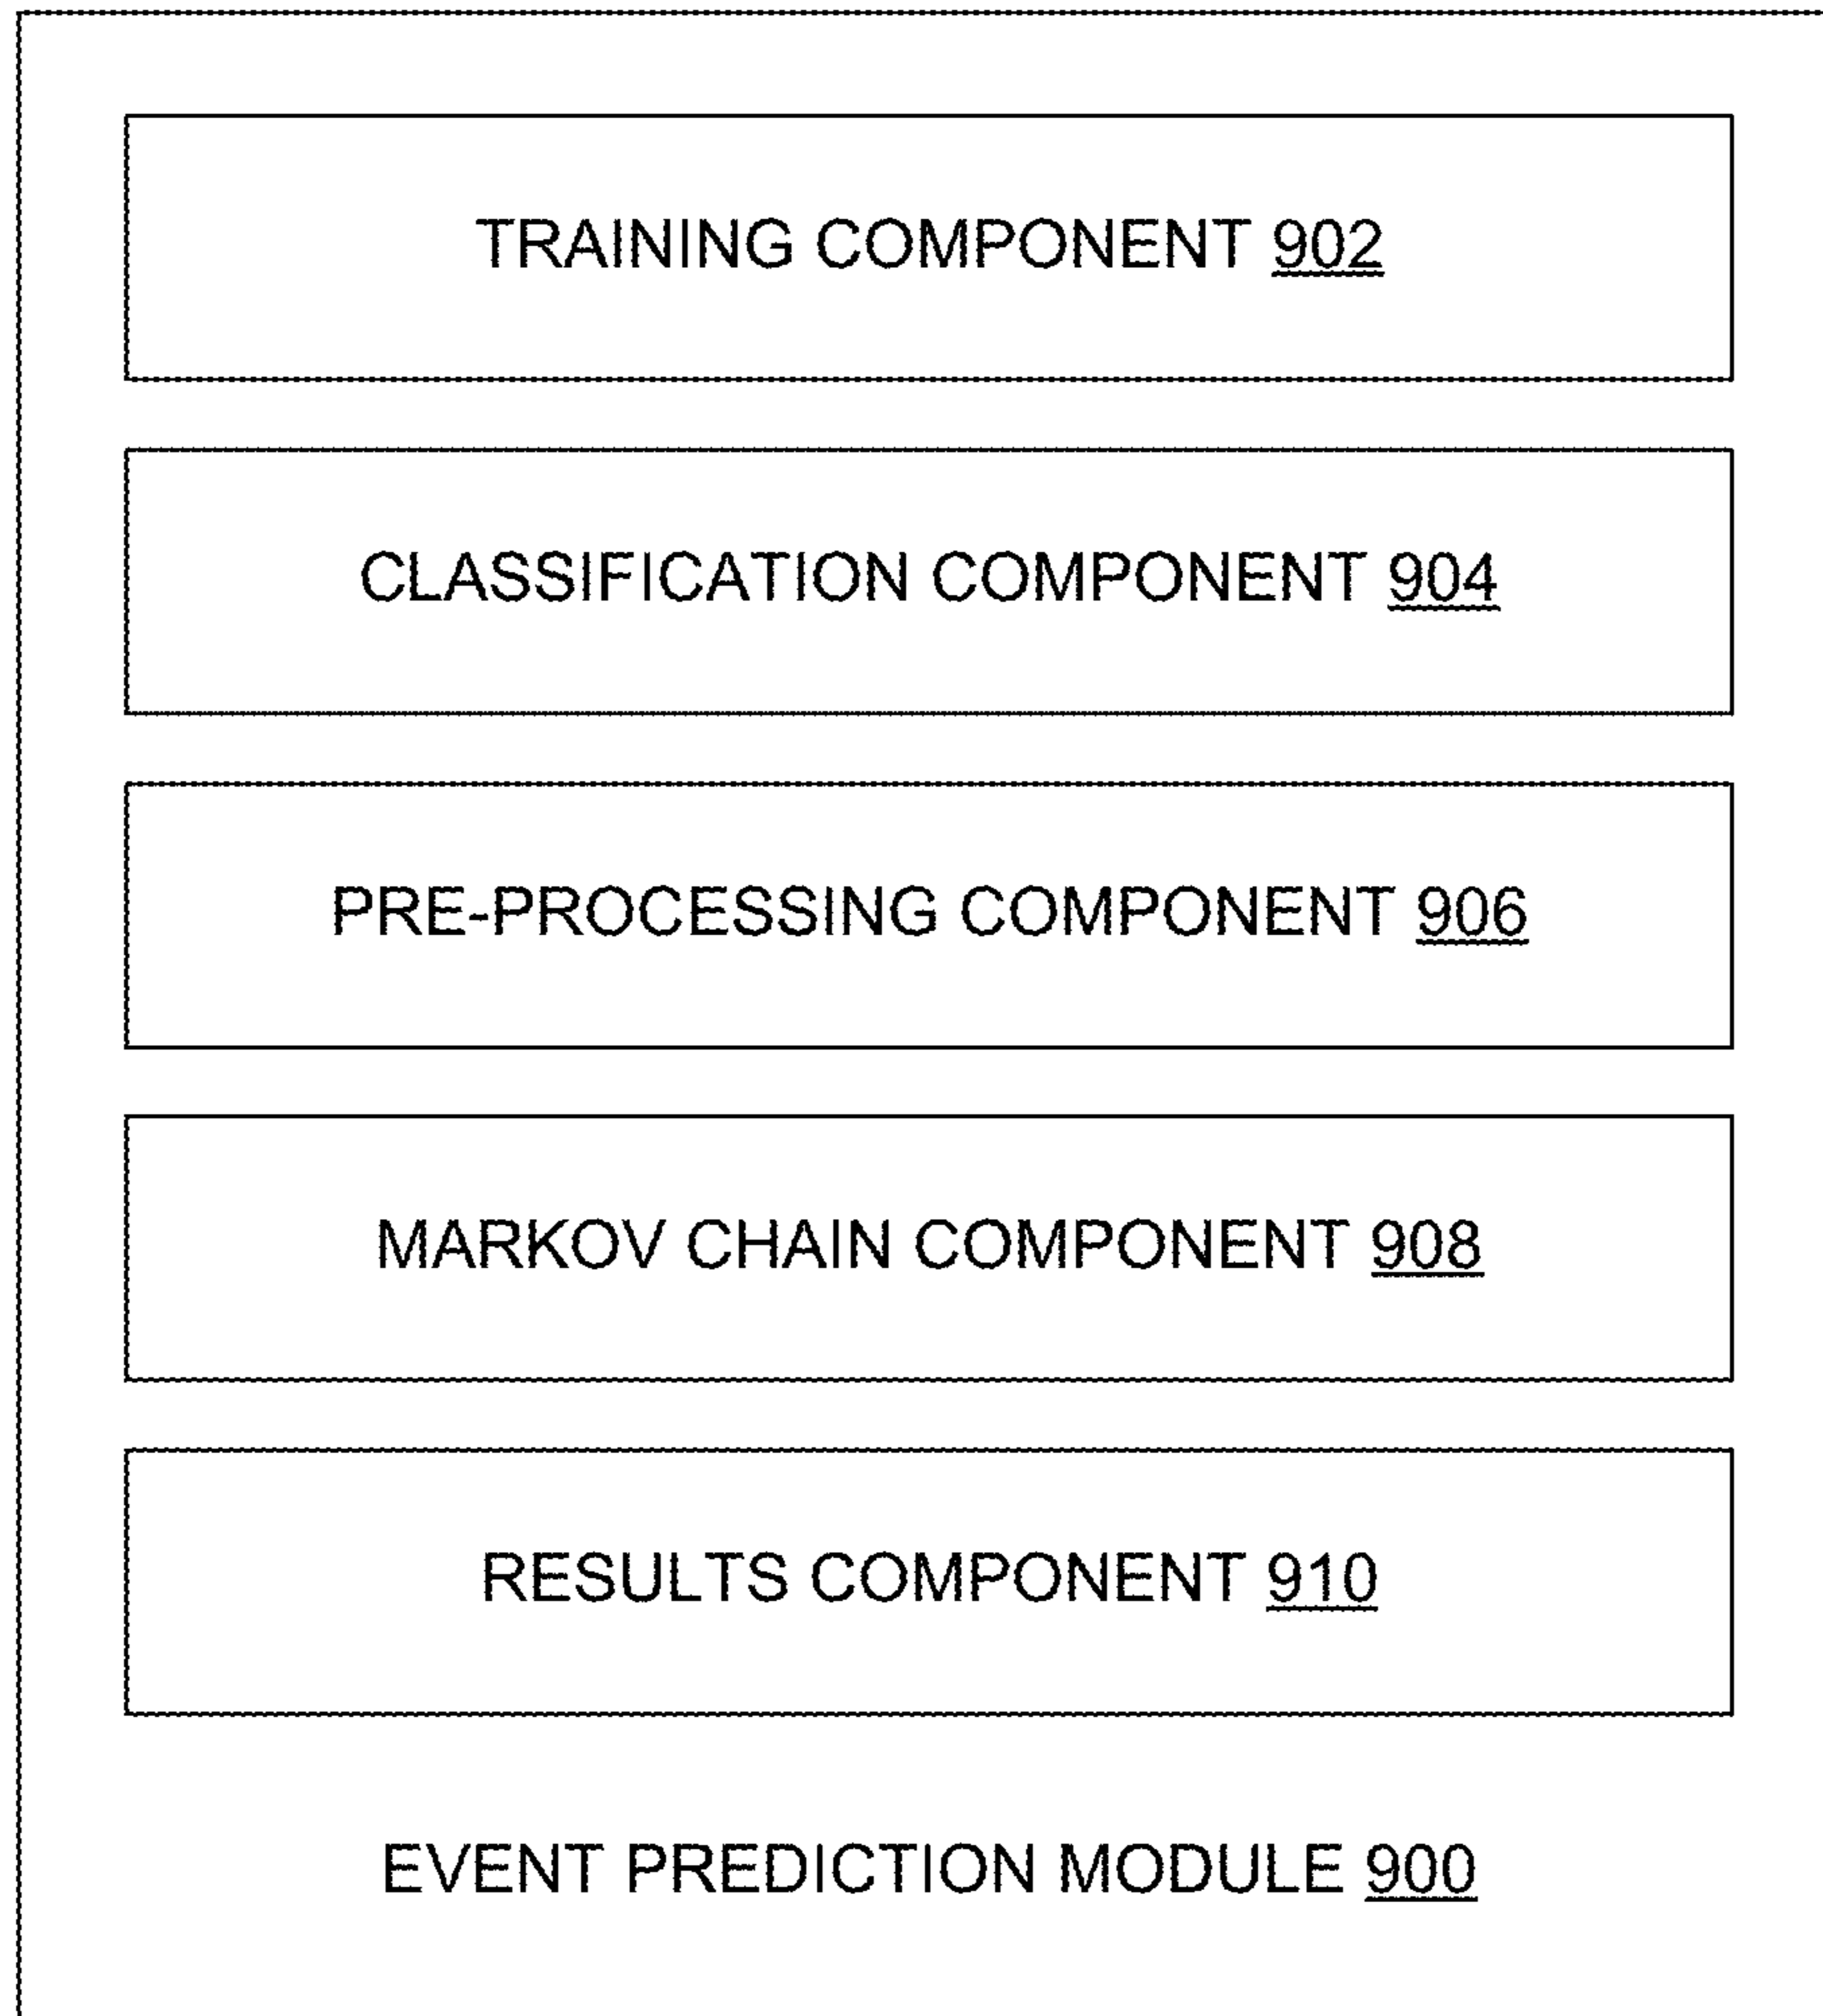 TRAINING COMPONENT 902
CLASSIFICATION COMPONENT 904
PRE-PROCESSING COMPONENT 906
MARKOV CHAIN COMPONENT 908
RESULTS COMPONENT 910
EVENT PREDICTION MODULE 900